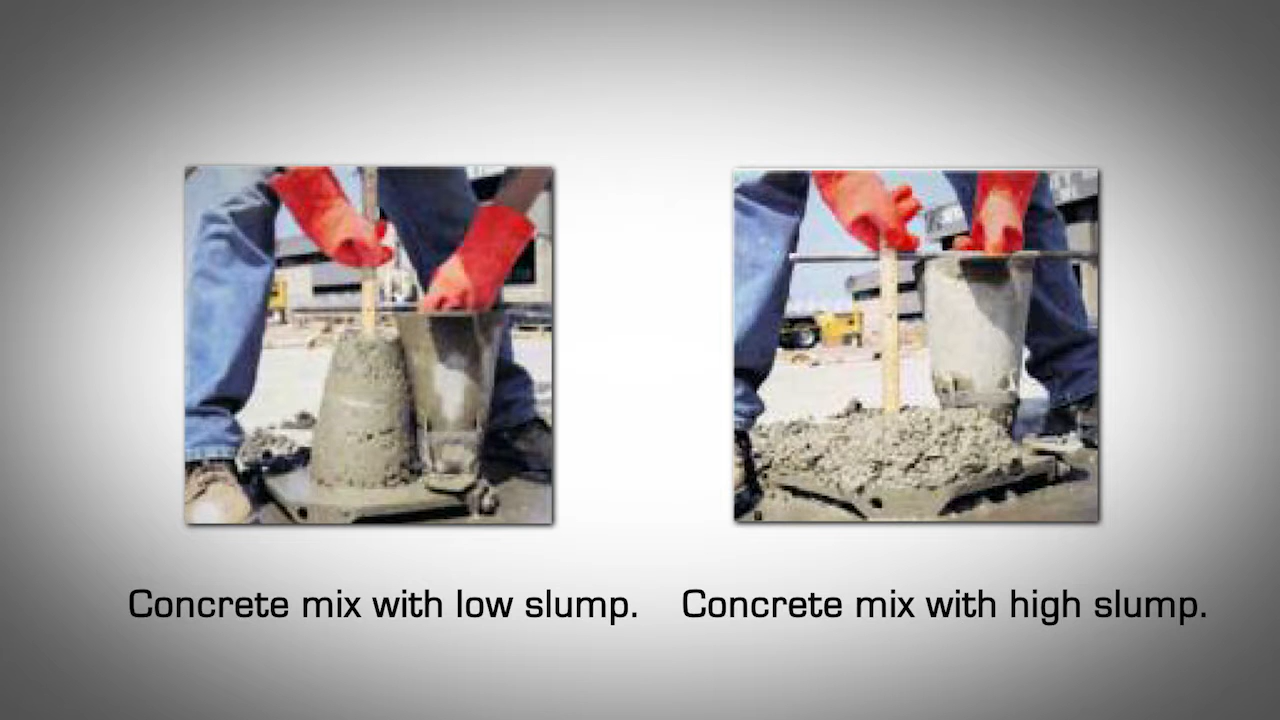 Concrete mix with low slump.
Concrete mix with high slump.